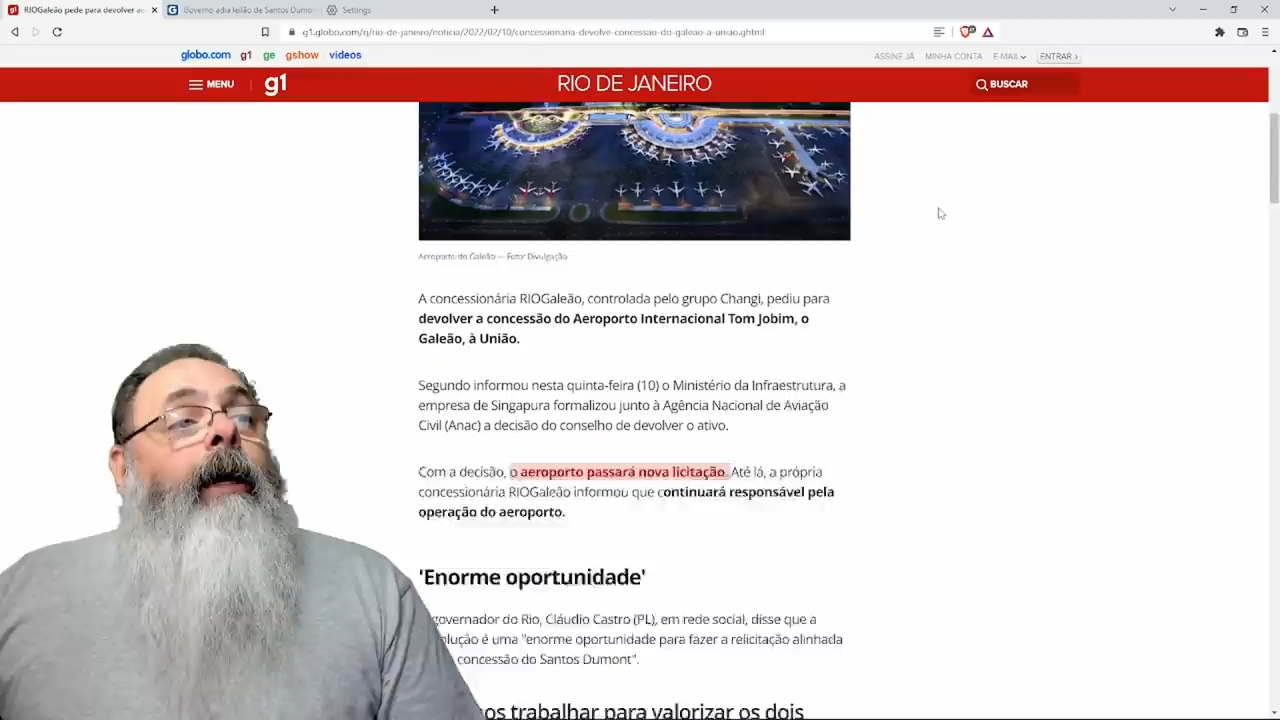 RIOGaleão pede para devolver ao
Governo adia leilão de Santos Dumon
Settings
g1.globo.com/rj/rio-de-janeiro/noticia/2022/02/10/concessionaria-devolve-concessao-do-galeao-a-uniao.ghtml
globo.com g1 ge gshow vídeos
ASSINE JÁ MINHA CONTA E-MAIL ENTRAR ›
MENU g1 RIO DE JANEIRO BUSCAR
Aeroporto do Galeão — Foto: Divulgação
A concessionária RIOGaleão, controlada pelo grupo Changi, pediu para
devolver a concessão do Aeroporto Internacional Tom Jobim, o
Galeão, à União.
Segundo informou nesta quinta-feira (10) o Ministério da Infraestrutura, a
empresa de Singapura formalizou junto à Agência Nacional de Aviação
Civil (Anac) a decisão do conselho de devolver o ativo.
Com a decisão, o aeroporto passará nova licitação. Até lá, a própria
concessionária RIOGaleão informou que continuará responsável pela
operação do aeroporto.
'Enorme oportunidade'
governador do Rio, Cláudio Castro (PL), em rede social, disse que a
olução é uma "enorme oportunidade para fazer a relicitação alinhada
concessão do Santos Dumont".
os trabalhar para valorizar os dois